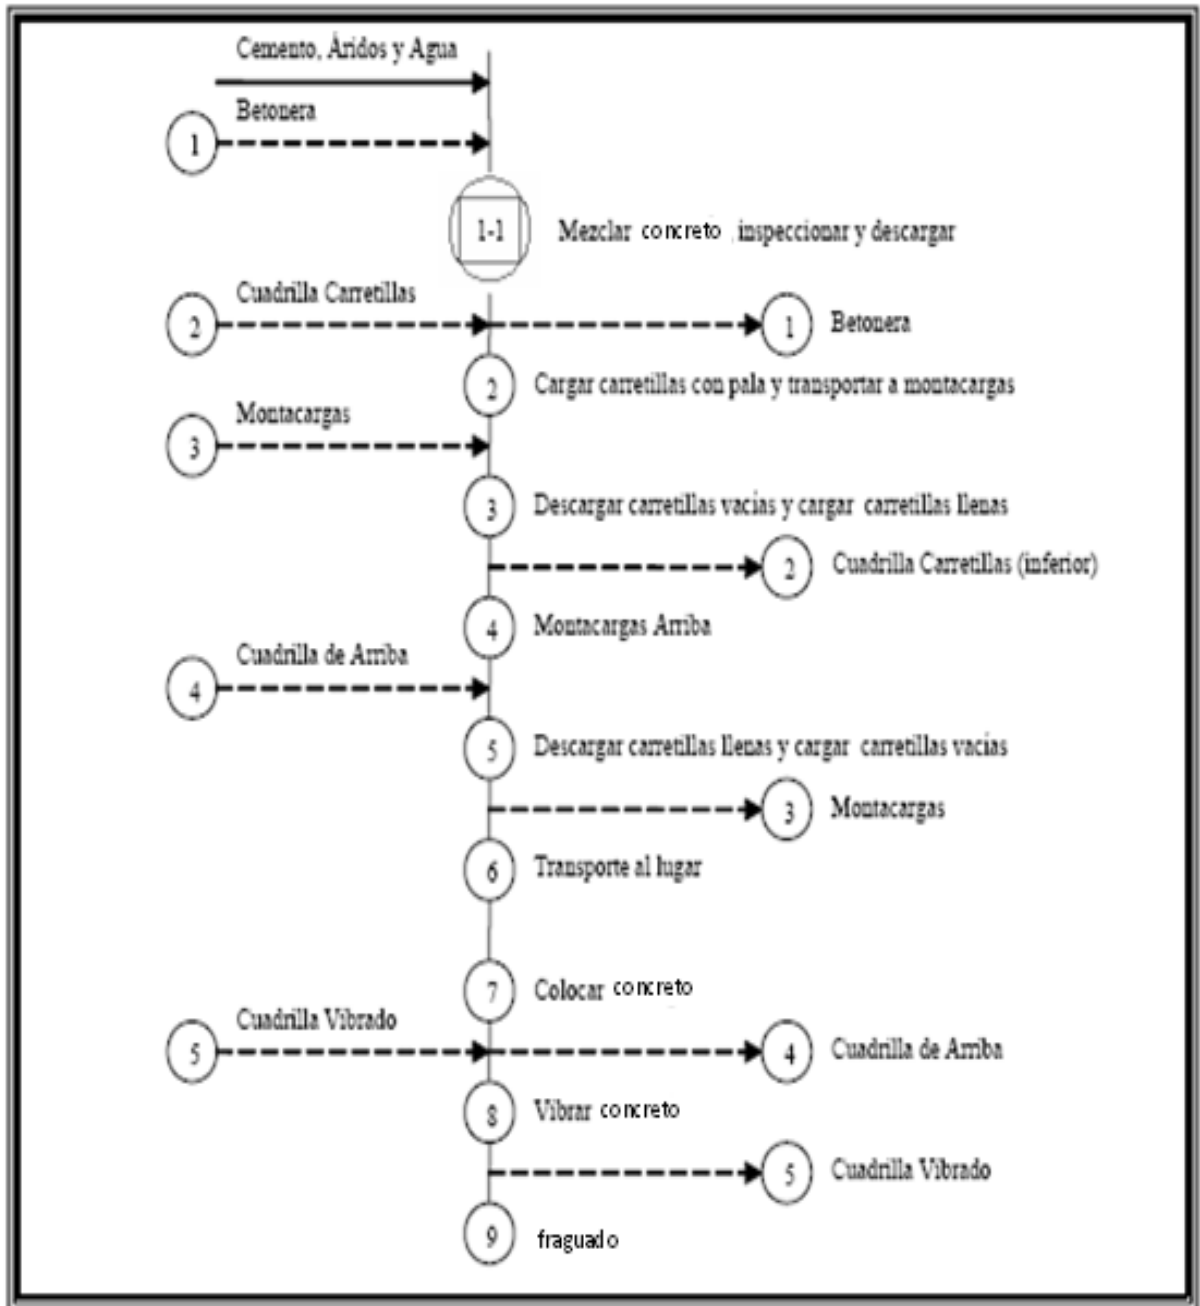 Cemento, Áridos y Agua
Betonera
1
1-1 Mezclar concreto , inspeccionar y descargar
Cuadrilla Carretillas
2 1 Betonera
2 Cargar carretillas con pala y transportar a montacargas
Montacargas
3
3 Descargar carretillas vacías y cargar carretillas llenas
2 Cuadrilla Carretillas (inferior)
4 Montacargas Arriba
Cuadrilla de Arriba
4
5 Descargar carretillas llenas y cargar carretillas vacías
3 Montacargas
6 Transporte al lugar
7 Colocar concreto
Cuadrilla Vibrado
5 4 Cuadrilla de Arriba
8 Vibrar concreto
5 Cuadrilla Vibrado
9 fraguado